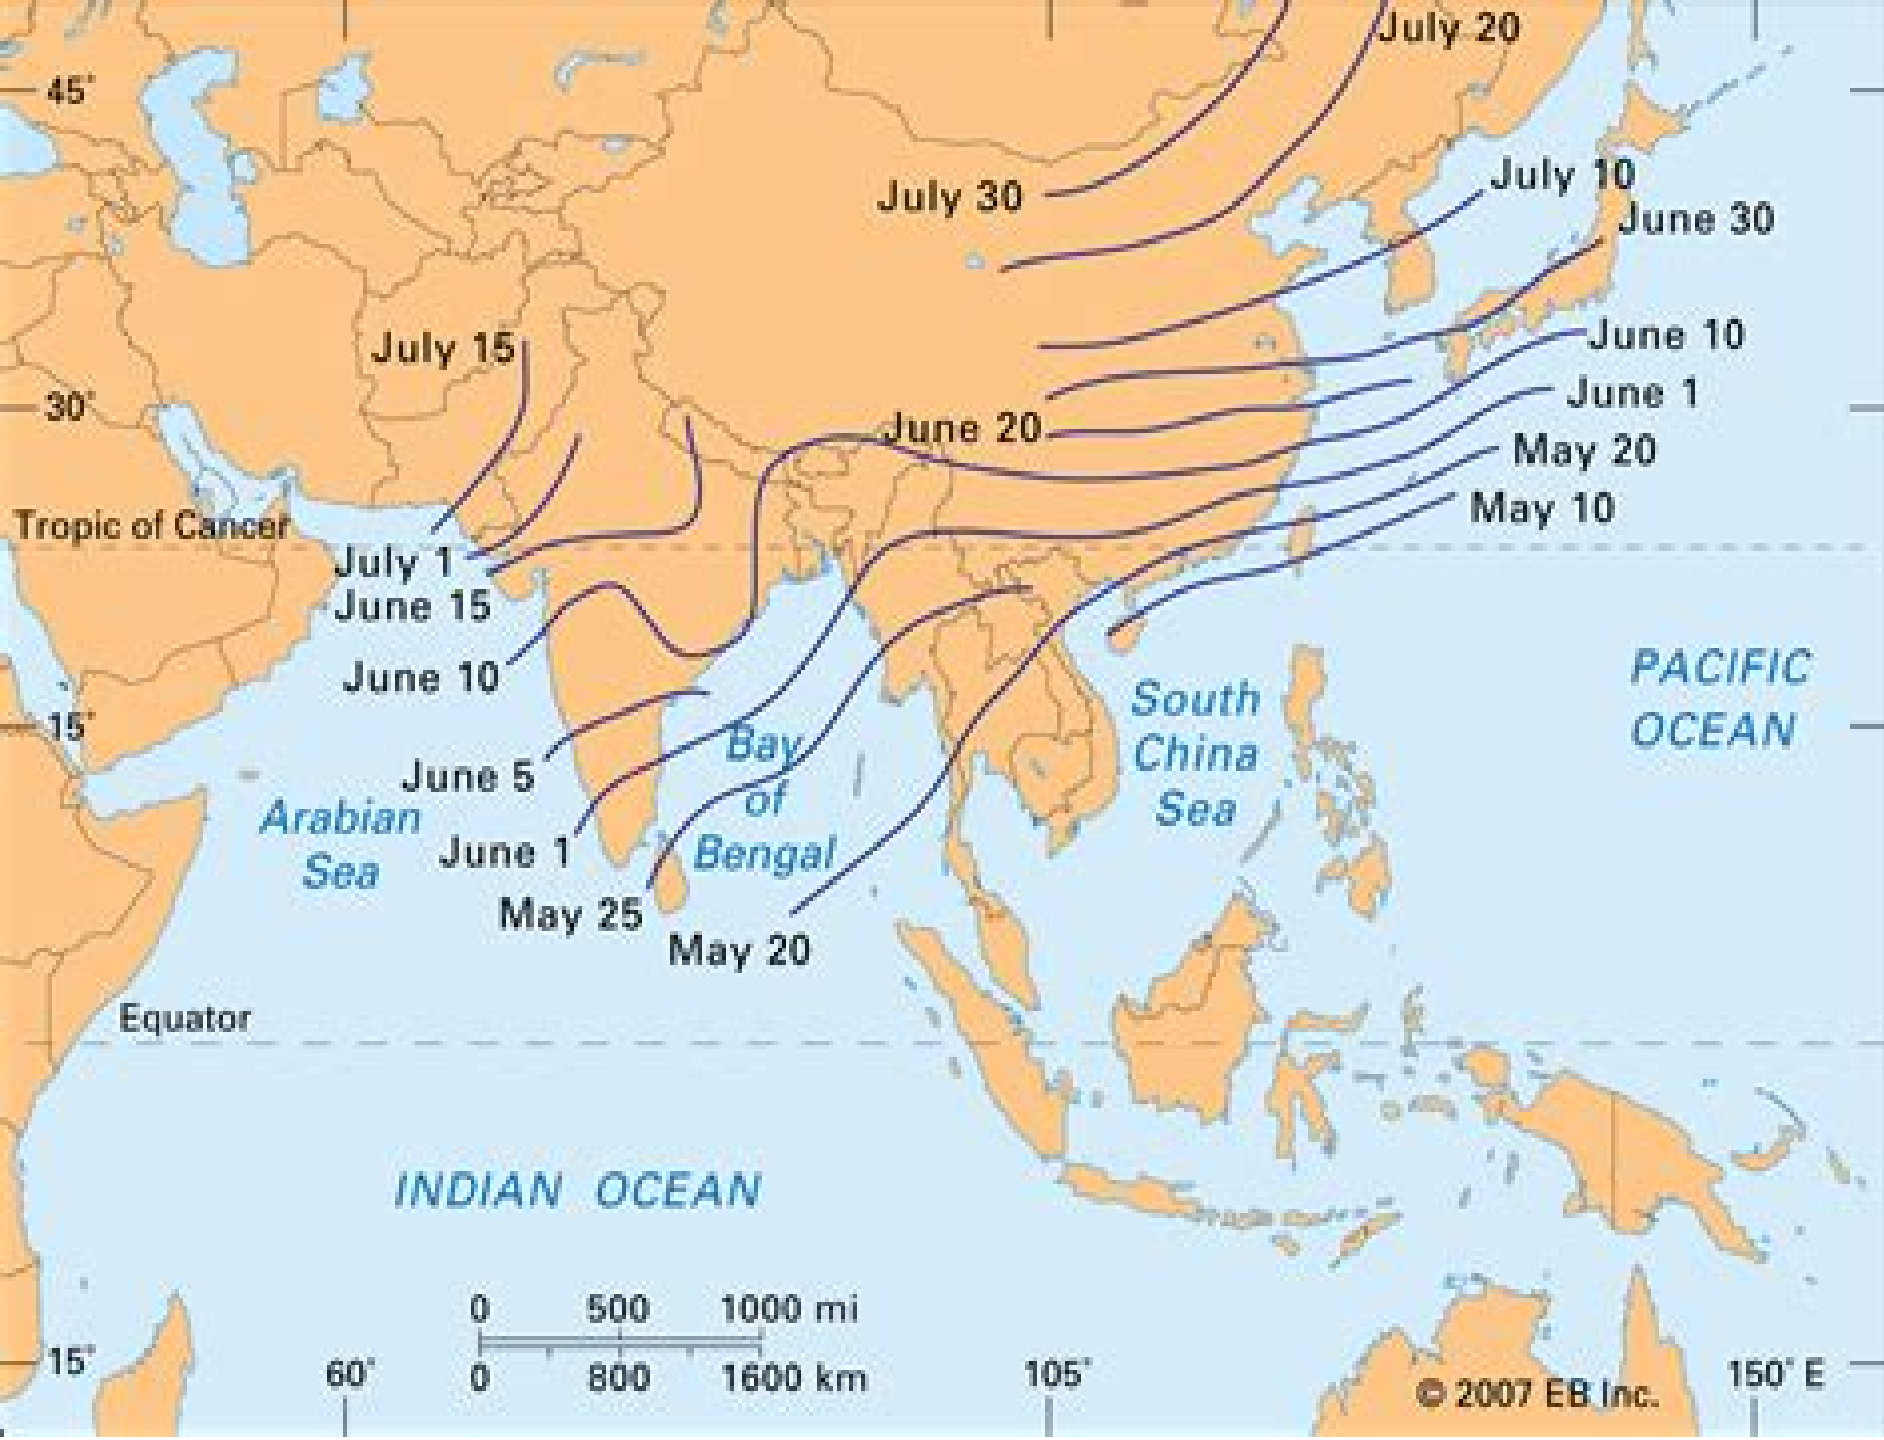 July 20
45°
July 10
July 30
June 30
July 15
June 10
June 1
30°
June 20
May 20
May 10
Tropic of Cancer
July 1
June 15
June 10
PACIFIC
OCEAN
South
China
Sea
15°
Bay
of
Bengal
June 5
Arabian
Sea
June 1
May 25
May 20
Equator
INDIAN OCEAN
0 500 1000 mi
0 800 1600 km
15°
60°
105°
150° E
© 2007 EB Inc.